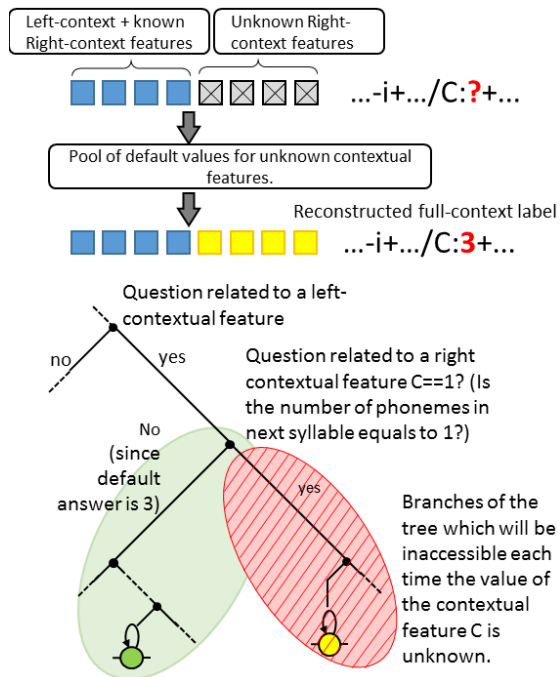 Left-context + known
Right-context features
Unknown Right-
context features
...-i+.../C:?+...
Pool of default values for unknown contextual
features.
Reconstructed full-context label
...-i+.../C:3+...
Question related to a left-
contextual feature
no
yes
Question related to a right
contextual feature C==1? (Is
the number of phonemes in
next syllable equals to 1?)
No
(since
default
answer is 3)
yes
Branches of the
tree which will be
inaccessible each
time the value of
the contextual
feature C is
unknown.